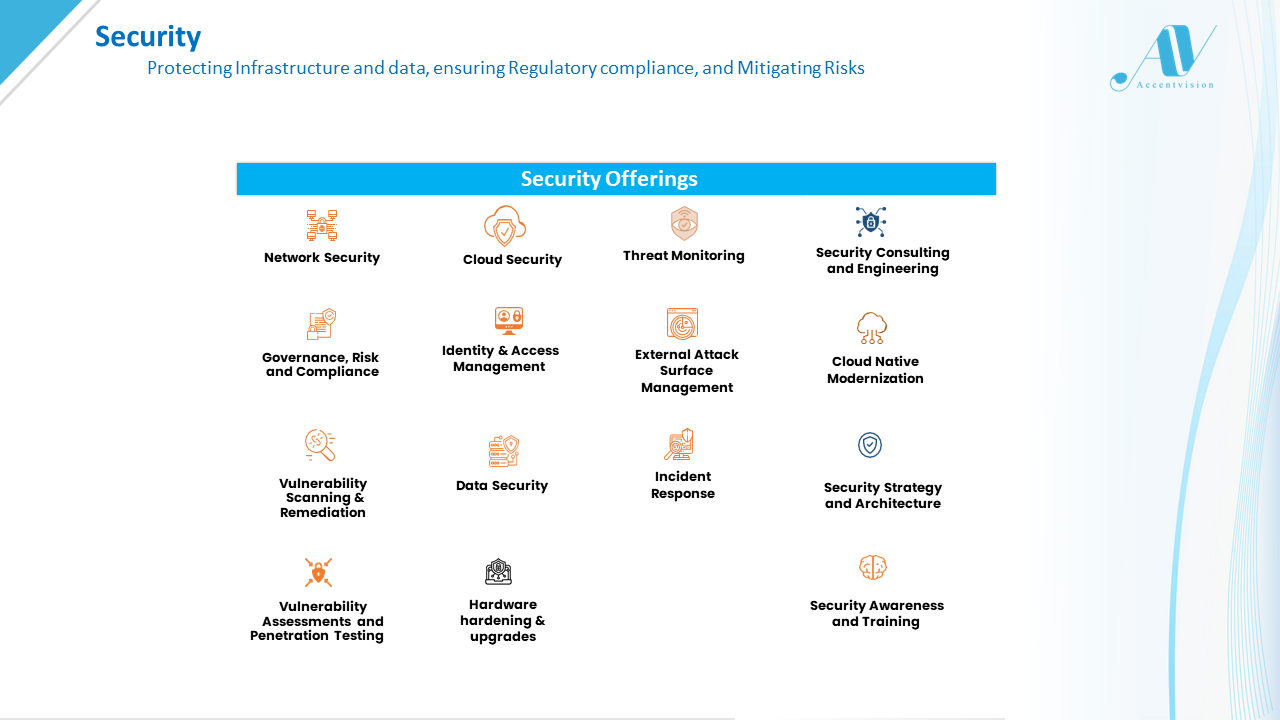 Security
Protecting Infrastructure and data, ensuring Regulatory compliance, and Mitigating Risks
Accentvision
Security Offerings
Network Security
Cloud Security
Threat Monitoring
Security Consulting
and Engineering
Governance, Risk
and Compliance
Identity & Access
Management
External Attack
Surface
Management
Cloud Native
Modernization
Vulnerability
Scanning &
Remediation
Data Security
Incident
Response
Security Strategy
and Architecture
Vulnerability
Assessments and
Penetration Testing
Hardware
hardening &
upgrades
Security Awareness
and Training